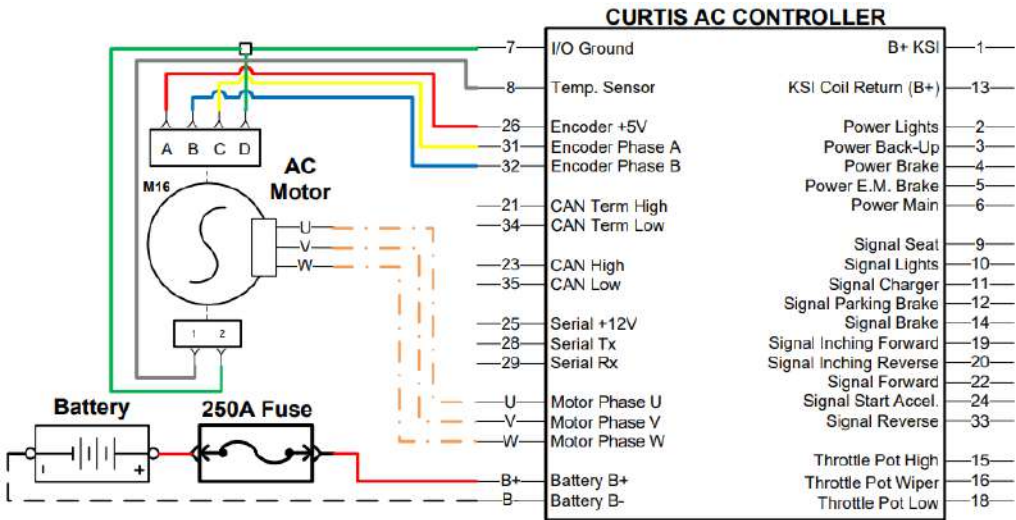 CURTIS AC CONTROLLER
7 I/O Ground
8 Temp. Sensor
26 Encoder +5V
31 Encoder Phase A
32 Encoder Phase B
21 CAN Term High
34 CAN Term Low
23 CAN High
35 CAN Low
25 Serial +12V
28 Serial Tx
29 Serial Rx
U Motor Phase U
V Motor Phase V
W Motor Phase W
B+ Battery B+
B Battery B-
B+ KSI 1
KSI Coil Return (B+) 13
Power Lights 2
Power Back-Up 3
Power Brake 4
Power E.M. Brake 5
Power Main 6
Signal Seat 9
Signal Lights 10
Signal Charger 11
Signal Parking Brake 12
Signal Brake 14
Signal Inching Forward 19
Signal Inching Reverse 20
Signal Forward 22
Signal Start Accel. 24
Signal Reverse 33
Throttle Pot High 15
Throttle Pot Wiper 16
Throttle Pot Low 18
A B C D
M16
AC
Motor
U
V
W
1 2
Battery
- +
250A Fuse